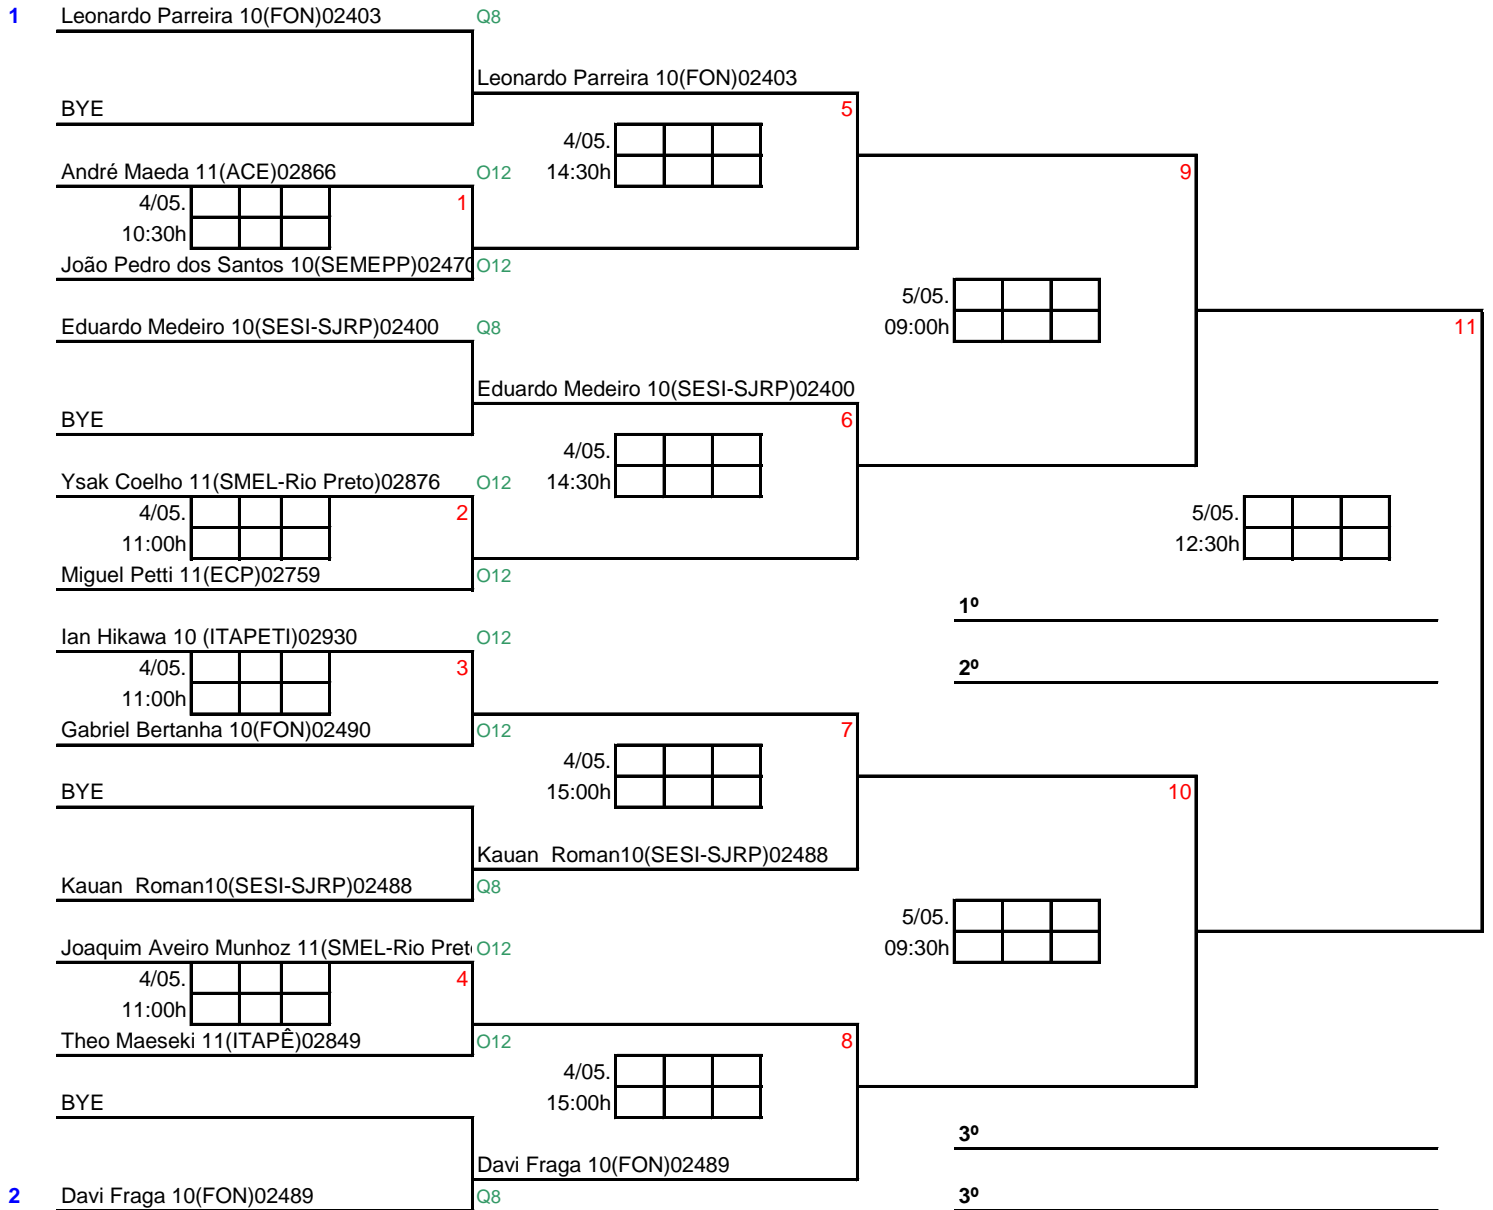 1 Leonardo Parreira 10(FON)02403 Q8
Leonardo Parreira 10(FON)02403
BYE 5
4/05.
André Maeda 11(ACE)02866 O12 14:30h 9
4/05. 1
10:30h
João Pedro dos Santos 10(SEMEPP)02470 O12
5/05.
Eduardo Medeiro 10(SESI-SJRP)02400 Q8 09:00h 11
Eduardo Medeiro 10(SESI-SJRP)02400
BYE 6
4/05.
Ysak Coelho 11(SMEL-Rio Preto)02876 O12 14:30h
4/05. 2 5/05.
11:00h 12:30h
Miguel Petti 11(ECP)02759 O12
1º
Ian Hikawa 10 (ITAPETI)02930 O12
4/05. 3 2º
11:00h
Gabriel Bertanha 10(FON)02490 O12 7
4/05.
BYE 15:00h 10
Kauan  Roman10(SESI-SJRP)02488
Kauan  Roman10(SESI-SJRP)02488 Q8
5/05.
Joaquim Aveiro Munhoz 11(SMEL-Rio Pret O12 09:30h
4/05. 4
11:00h
Theo Maeseki 11(ITAPÊ)02849 O12 8
4/05.
BYE 15:00h
3º
Davi Fraga 10(FON)02489
2 Davi Fraga 10(FON)02489 Q8 3º